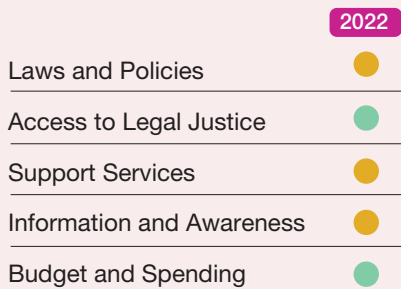 2022
Laws and Policies
Access to Legal Justice
Support Services
Information and Awareness
Budget and Spending